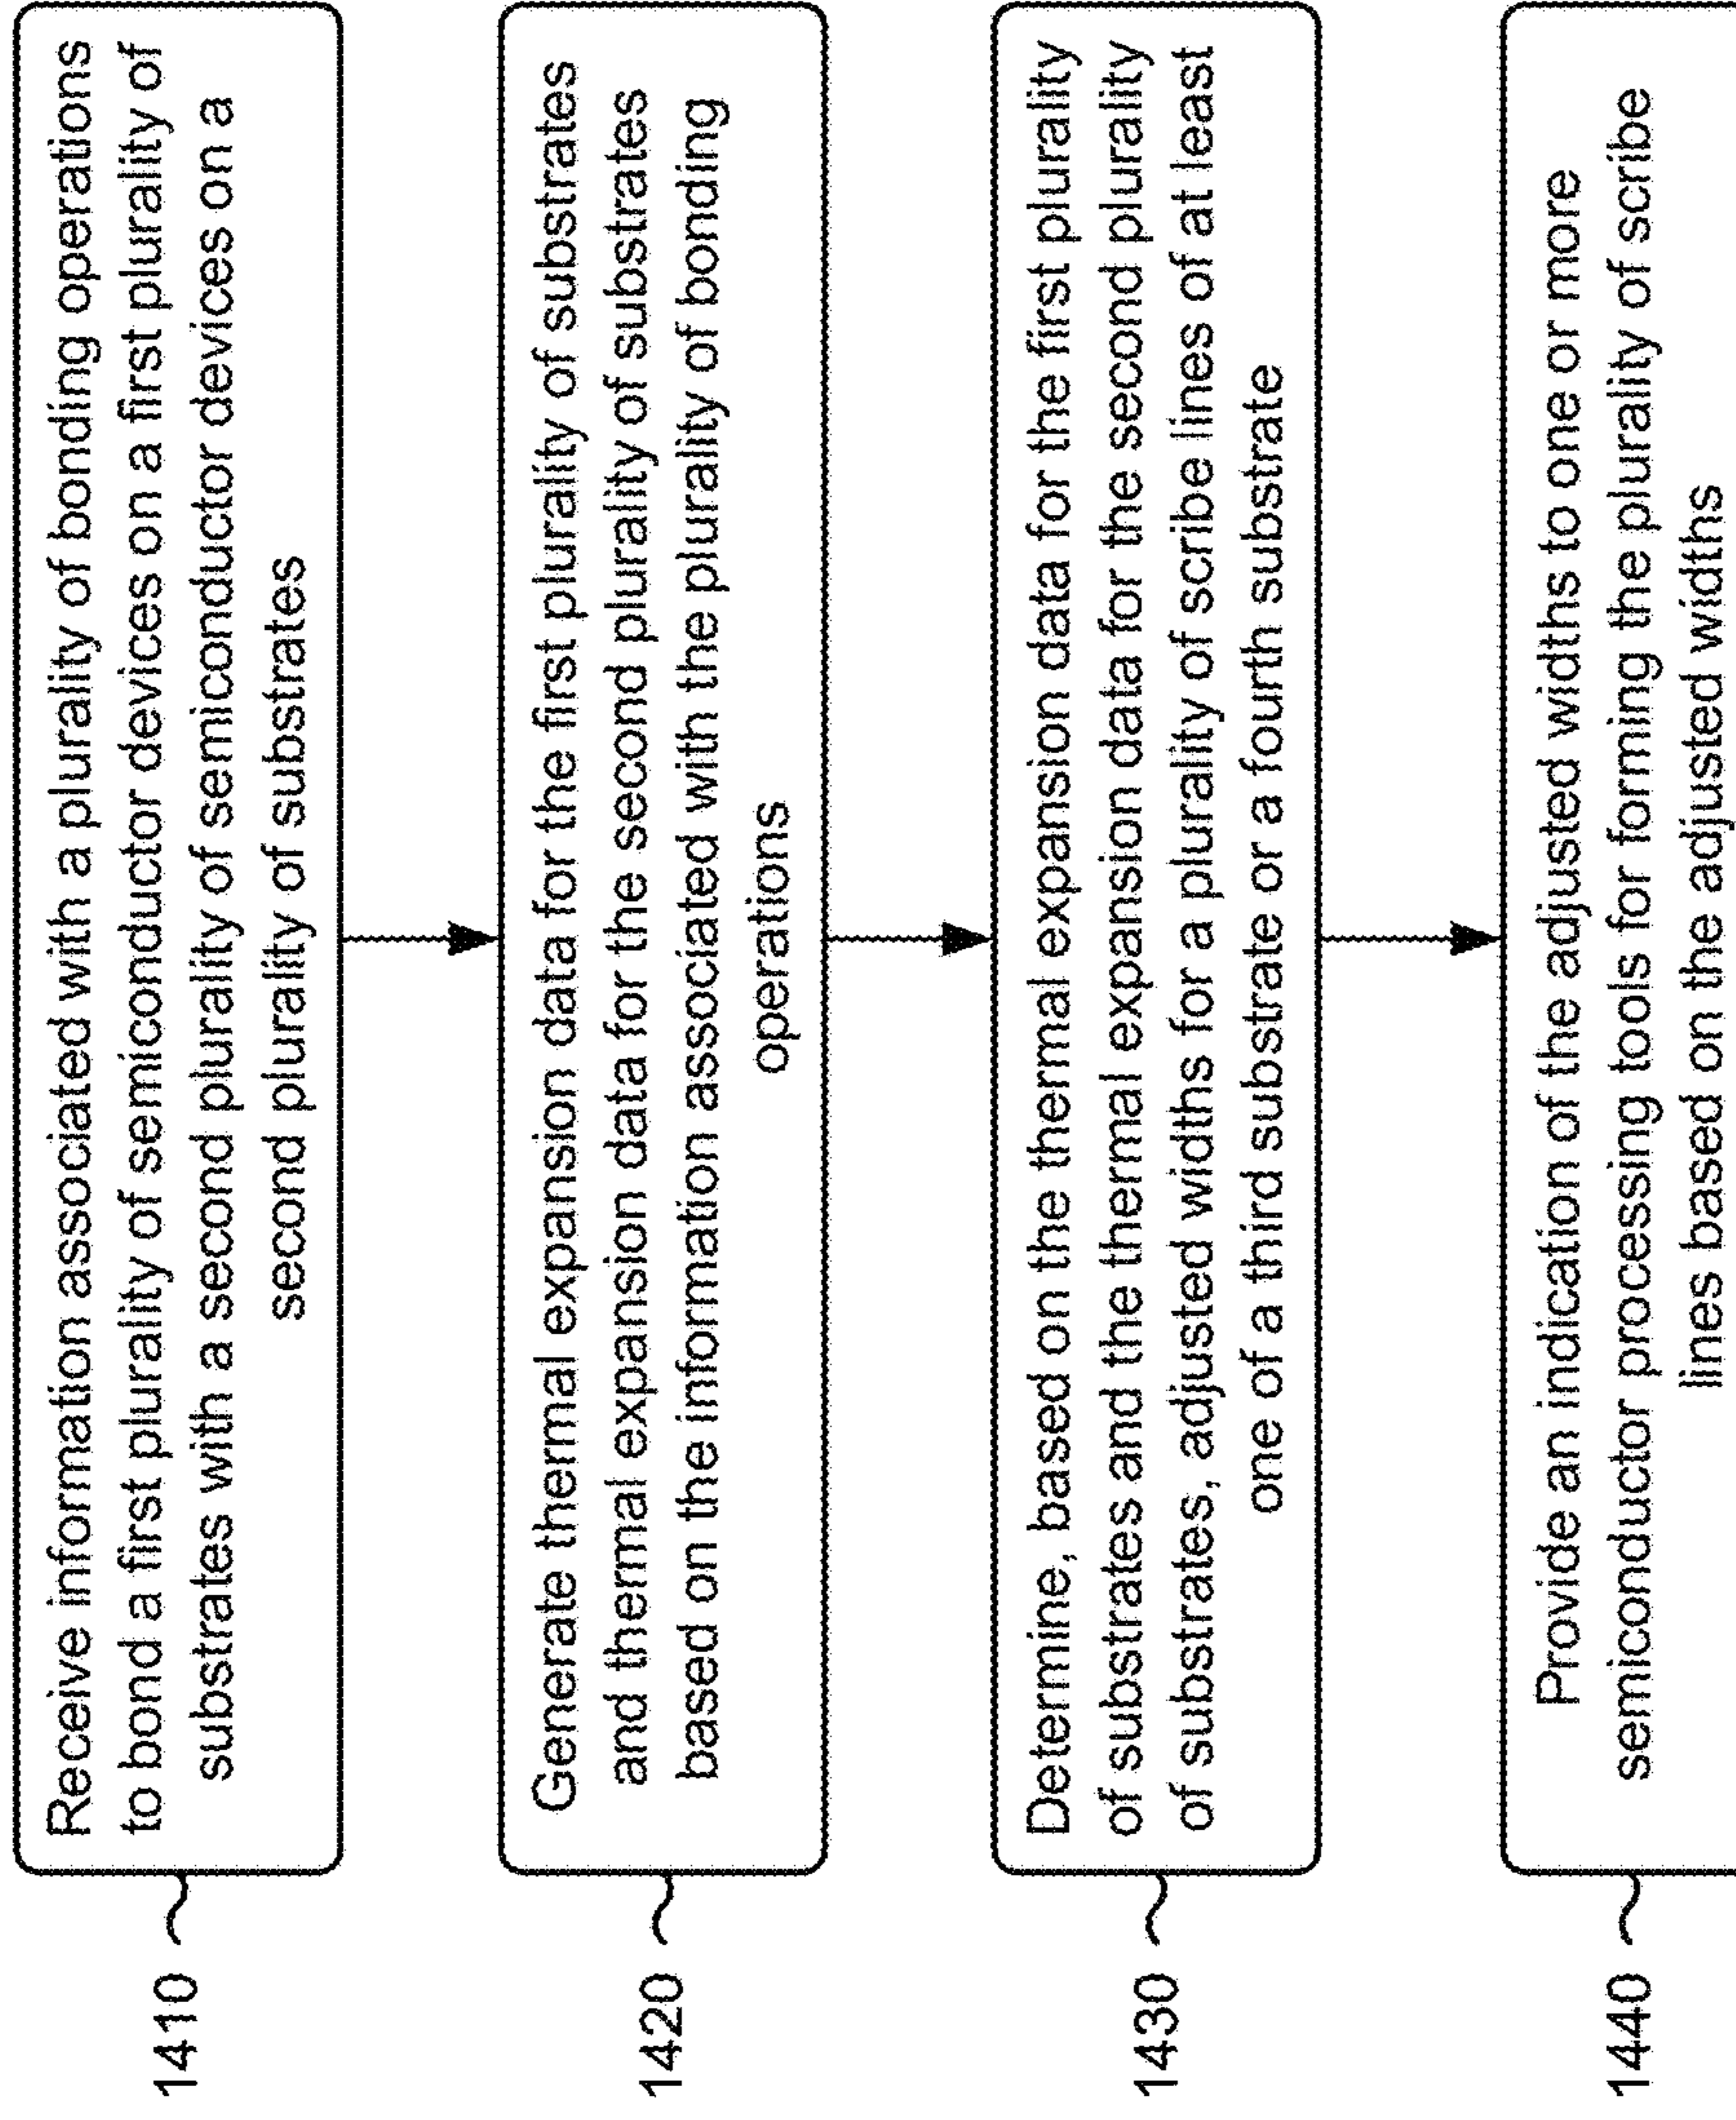 1410
Receive information associated with a plurality of bonding operations
to bond a first plurality of semiconductor devices on a first plurality of
substrates with a second plurality of semiconductor devices on a
second plurality of substrates
1420
Generate thermal expansion data for the first plurality of substrates
and thermal expansion data for the second plurality of substrates
based on the information associated with the plurality of bonding
operations
1430
Determine, based on the thermal expansion data for the first plurality
of substrates and the thermal expansion data for the second plurality
of substrates, adjusted widths for a plurality of scribe lines of at least
one of a third substrate or a fourth substrate
1440
Provide an indication of the adjusted widths to one or more
semiconductor processing tools for forming the plurality of scribe
lines based on the adjusted widths